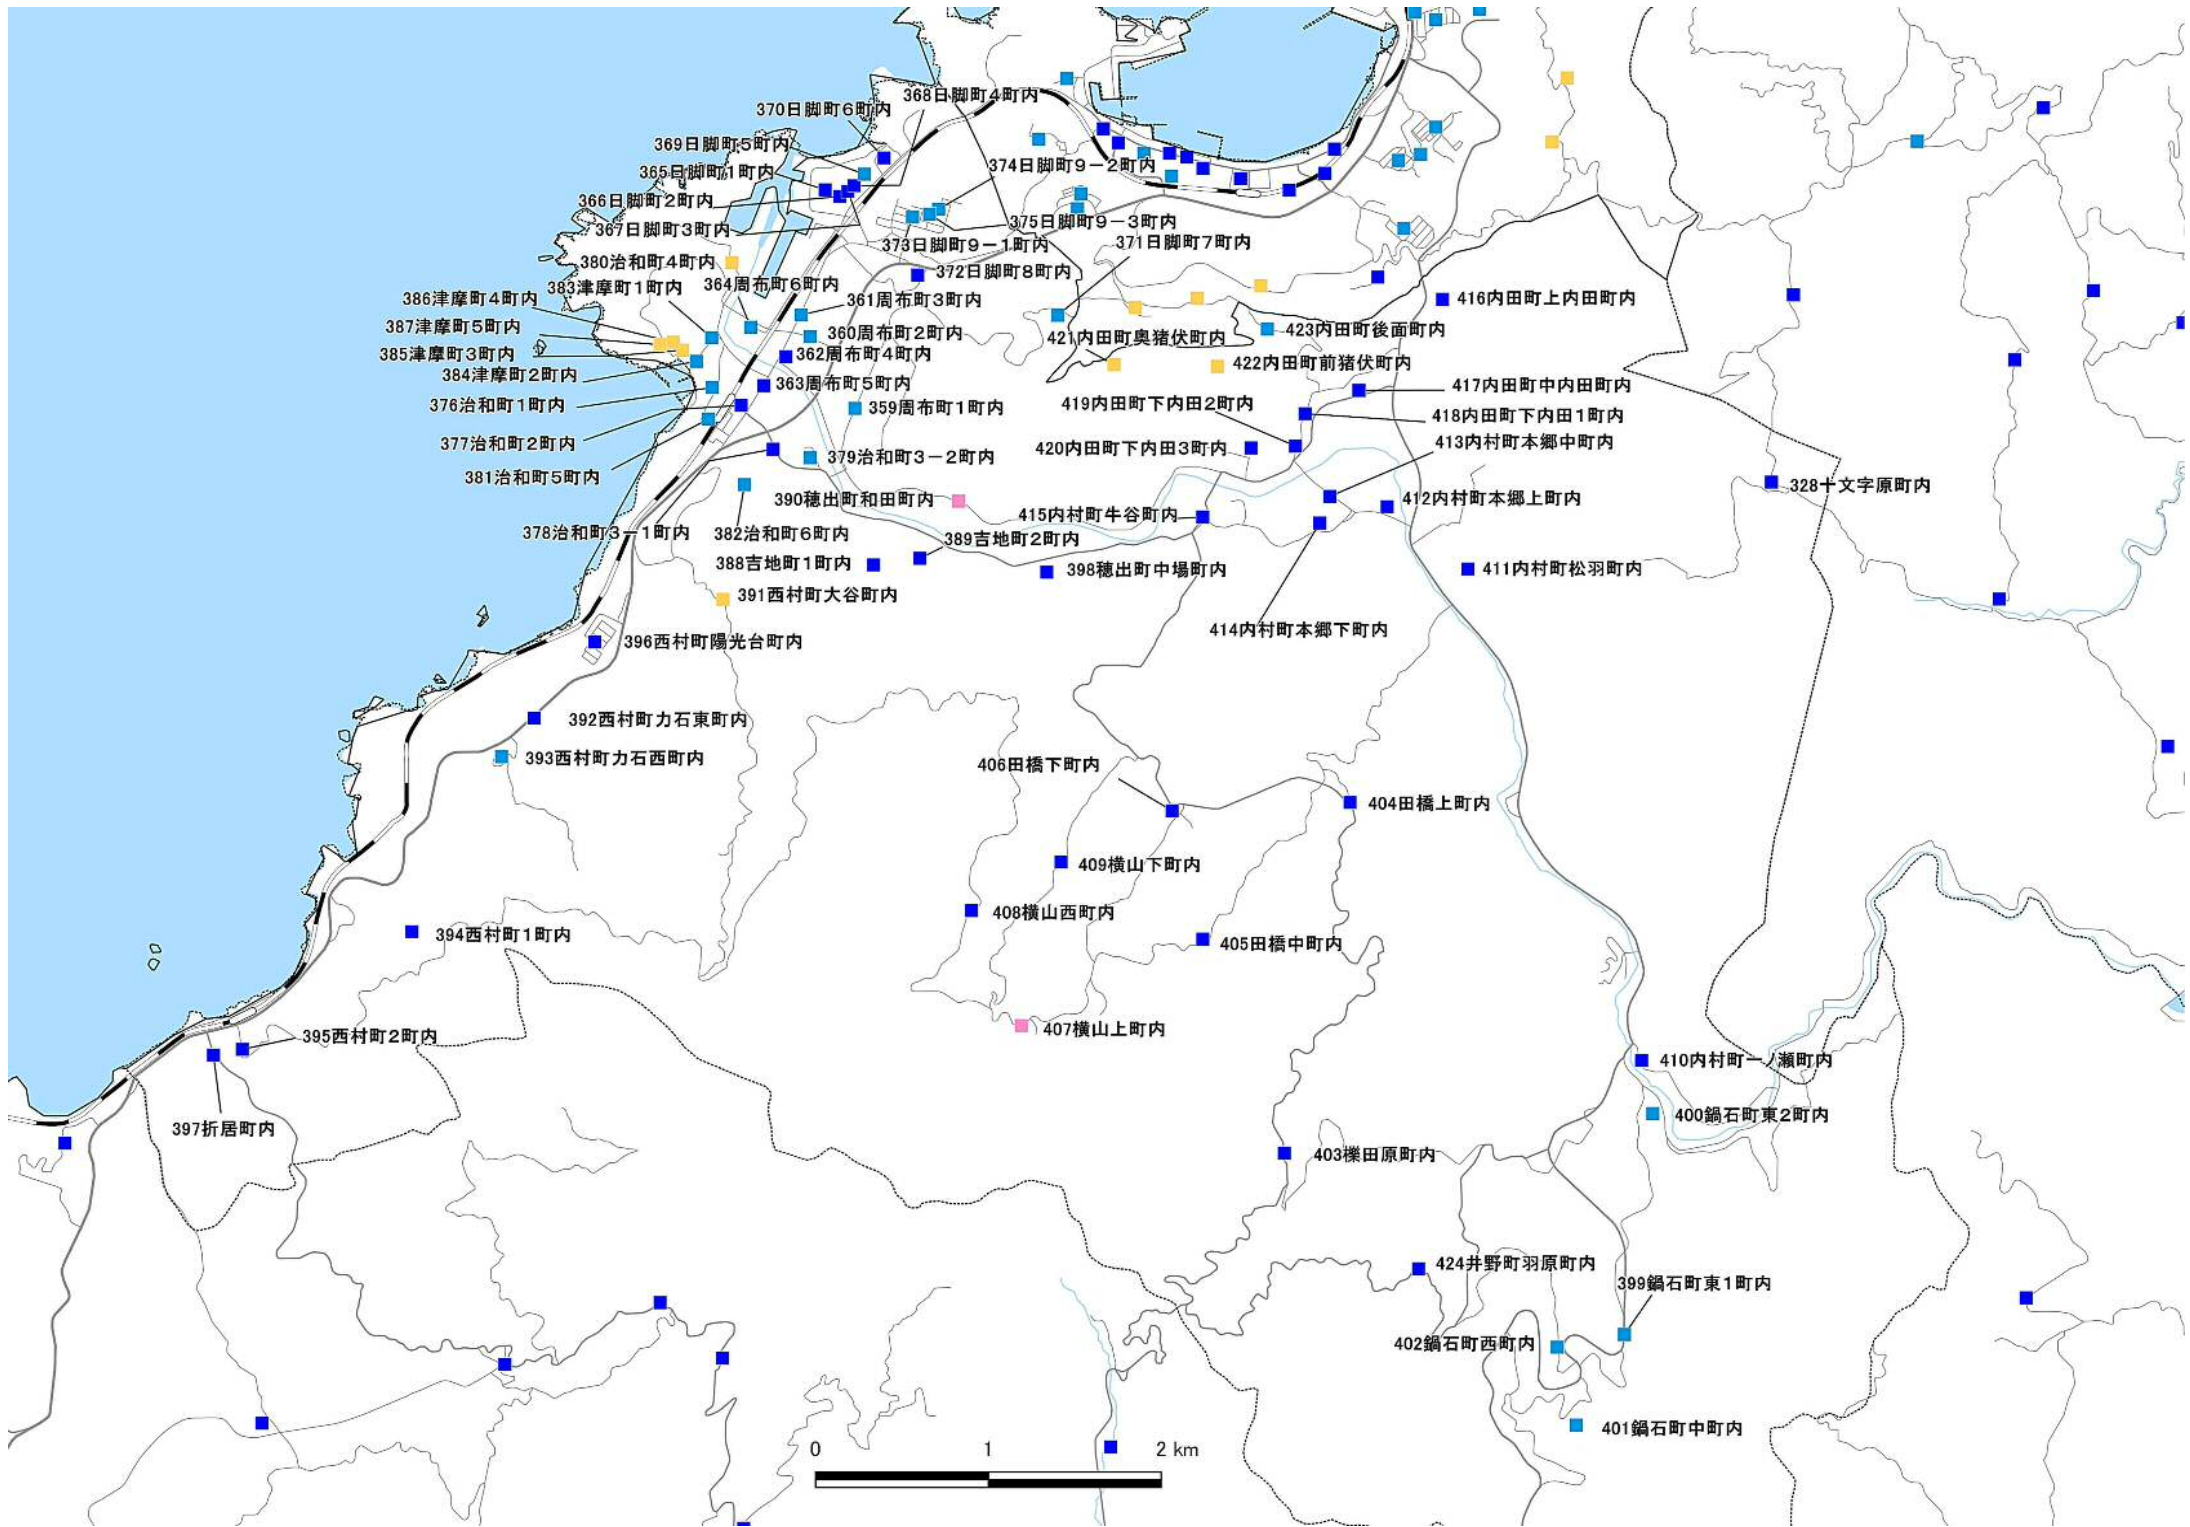 368日脚町4町内
370日脚町6町内
369日脚町5町内
374日脚町9－2町内
365日脚町1町内
366日脚町2町内
375日脚町9－3町内
367日脚町3町内
373日脚町9－1町内
371日脚町7町内
380治和町4町内
372日脚町8町内
364周布町6町内
383津摩町1町内
386津摩町4町内
361周布町3町内
416内田町上内田町内
387津摩町5町内
360周布町2町内
423内田町後面町内
421内田町奥猪伏町内
385津摩町3町内
362周布町4町内
422内田町前猪伏町内
384津摩町2町内
363周布町5町内
417内田町中内田町内
376治和町1町内
359周布町1町内
419内田町下内田2町内
418内田町下内田1町内
377治和町2町内
413内村町本郷中町内
420内田町下内田3町内
379治和町3－2町内
381治和町5町内
328十文字原町内
390穂出町和田町内
412内村町本郷上町内
415内村町牛谷町内
378治和町3－1町内
382治和町6町内
389吉地町2町内
388吉地町1町内
398穂出町中場町内
411内村町松羽町内
391西村町大谷町内
414内村町本郷下町内
396西村町陽光台町内
392西村町力石東町内
393西村町力石西町内
406田橋下町内
404田橋上町内
409横山下町内
408横山西町内
394西村町1町内
405田橋中町内
407横山上町内
395西村町2町内
410内村町一ノ瀬町内
400鍋石町東2町内
397折居町内
403櫟田原町内
424井野町羽原町内
399鍋石町東1町内
402鍋石町西町内
401鍋石町中町内
0 1 2 km